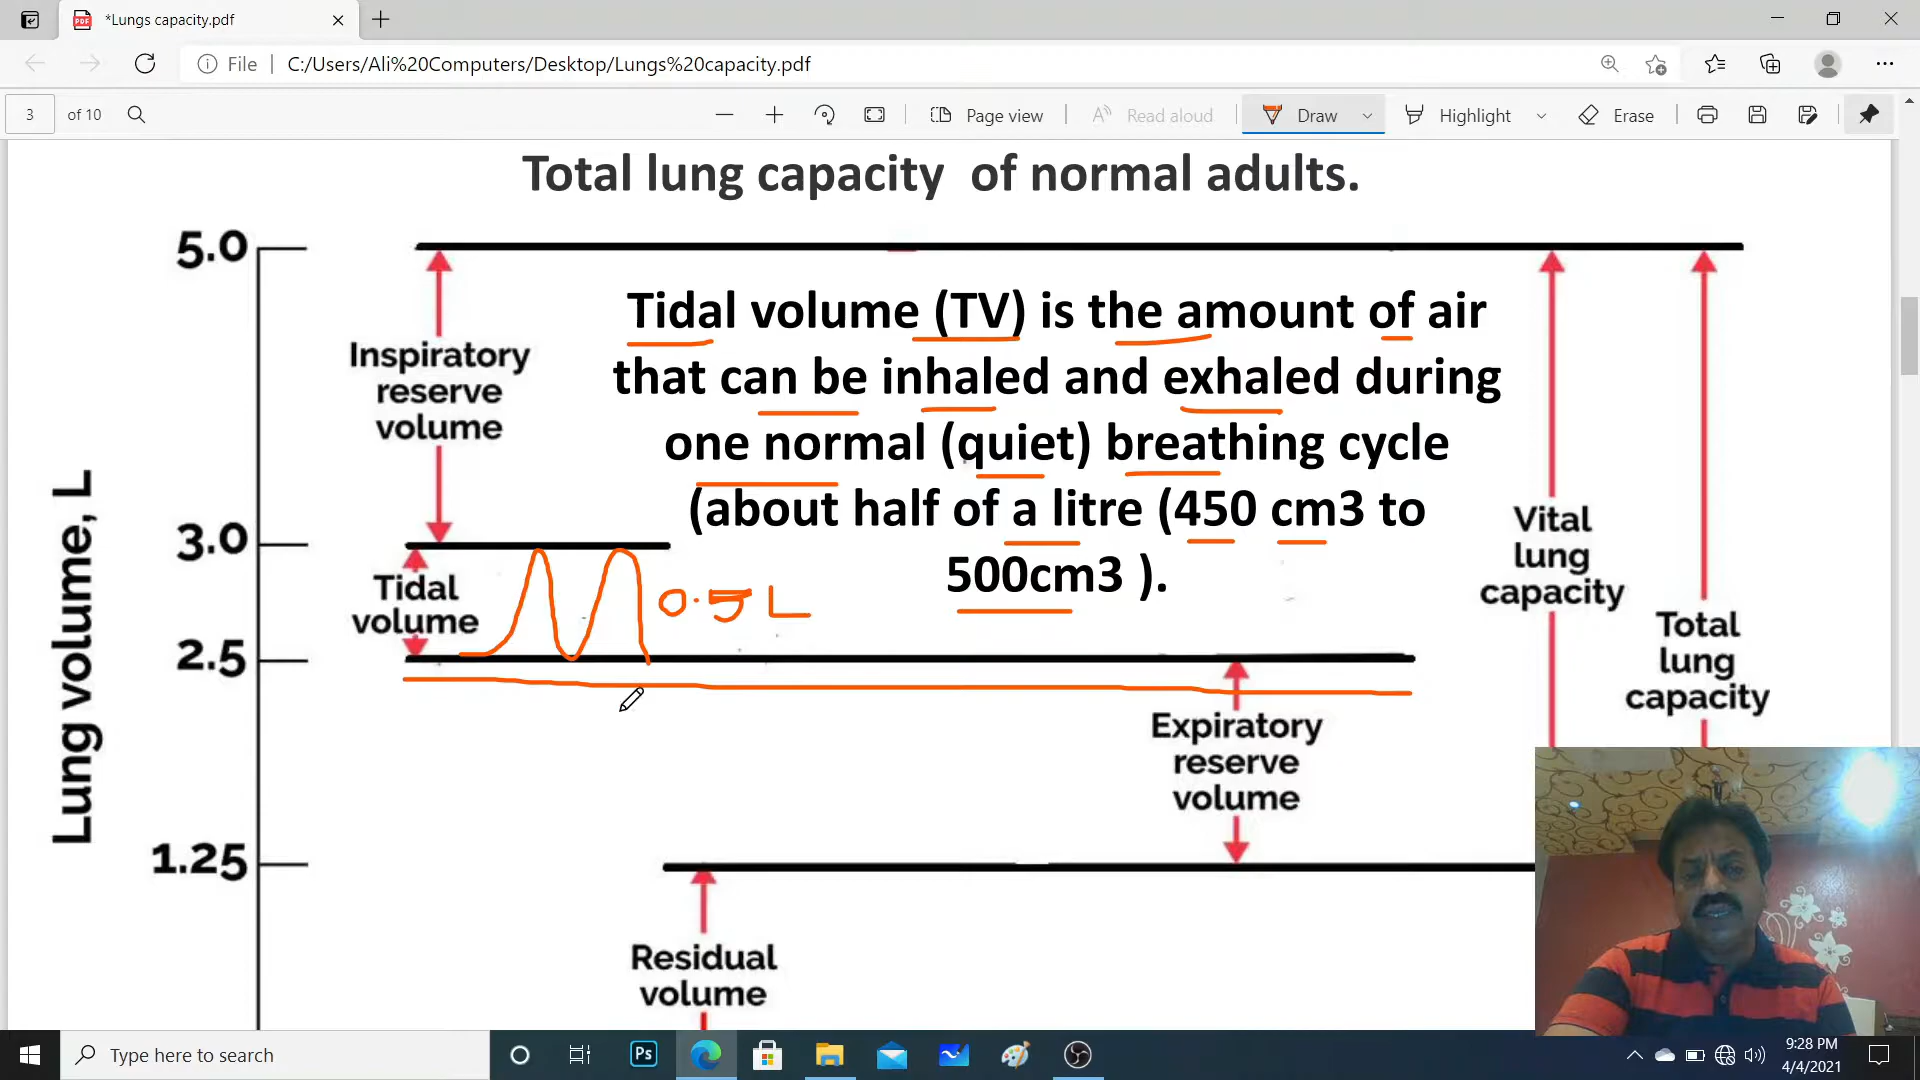 *Lungs capacity.pdf
File
C:/Users/Ali%20Computers/Desktop/Lungs%20capacity.pdf
3 of 10
Page view
Read aloud
Draw
Highlight
Erase
Total lung capacity of normal adults.
5.0
Tidal volume (TV) is the amount of air
that can be inhaled and exhaled during
one normal (quiet) breathing cycle
(about half of a litre (450 cm3 to
500cm3 ).
Inspiratory
reserve
volume
Lung volume, L
3.0
Tidal
volume
0.5 L
2.5
Vital
lung
capacity
Total
lung
capacity
Expiratory
reserve
volume
1.25
Residual
volume
Type here to search
Ps
9:28 PM
4/4/2021